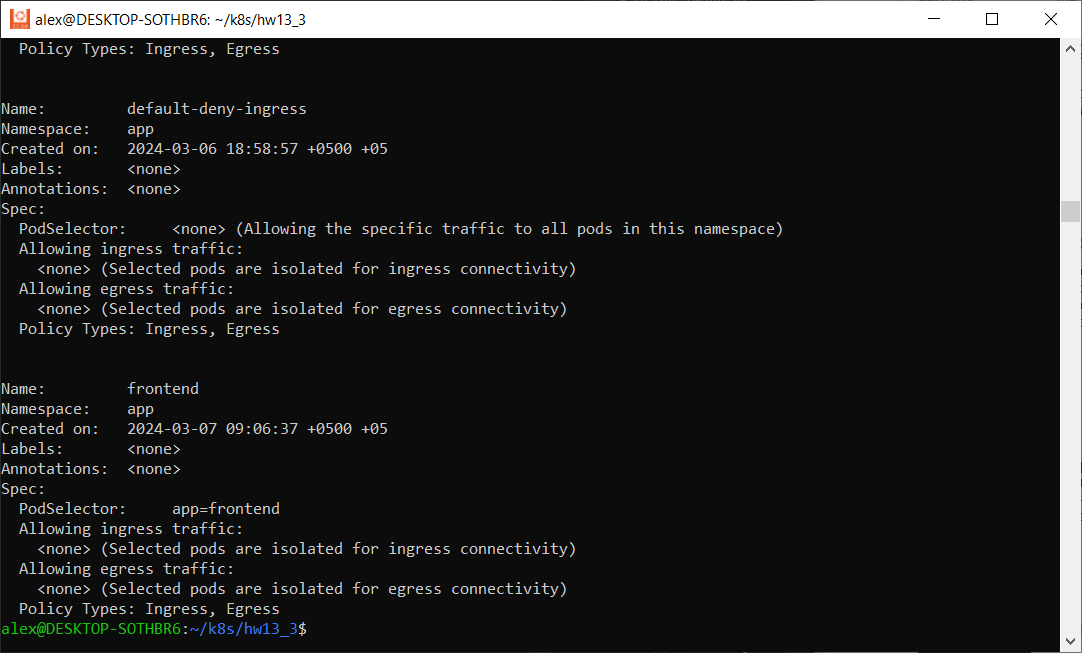 alex@DESKTOP-SOTHBR6: ~/k8s/hw13_3
  Policy Types: Ingress, Egress
Name:         default-deny-ingress
Namespace:    app
Created on:   2024-03-06 18:58:57 +0500 +05
Labels:       <none>
Annotations:  <none>
Spec:
  PodSelector:     <none> (Allowing the specific traffic to all pods in this namespace)
  Allowing ingress traffic:
    <none> (Selected pods are isolated for ingress connectivity)
  Allowing egress traffic:
    <none> (Selected pods are isolated for egress connectivity)
  Policy Types: Ingress, Egress
Name:         frontend
Namespace:    app
Created on:   2024-03-07 09:06:37 +0500 +05
Labels:       <none>
Annotations:  <none>
Spec:
  PodSelector:     app=frontend
  Allowing ingress traffic:
    <none> (Selected pods are isolated for ingress connectivity)
  Allowing egress traffic:
    <none> (Selected pods are isolated for egress connectivity)
  Policy Types: Ingress, Egress
alex@DESKTOP-SOTHBR6:~/k8s/hw13_3$